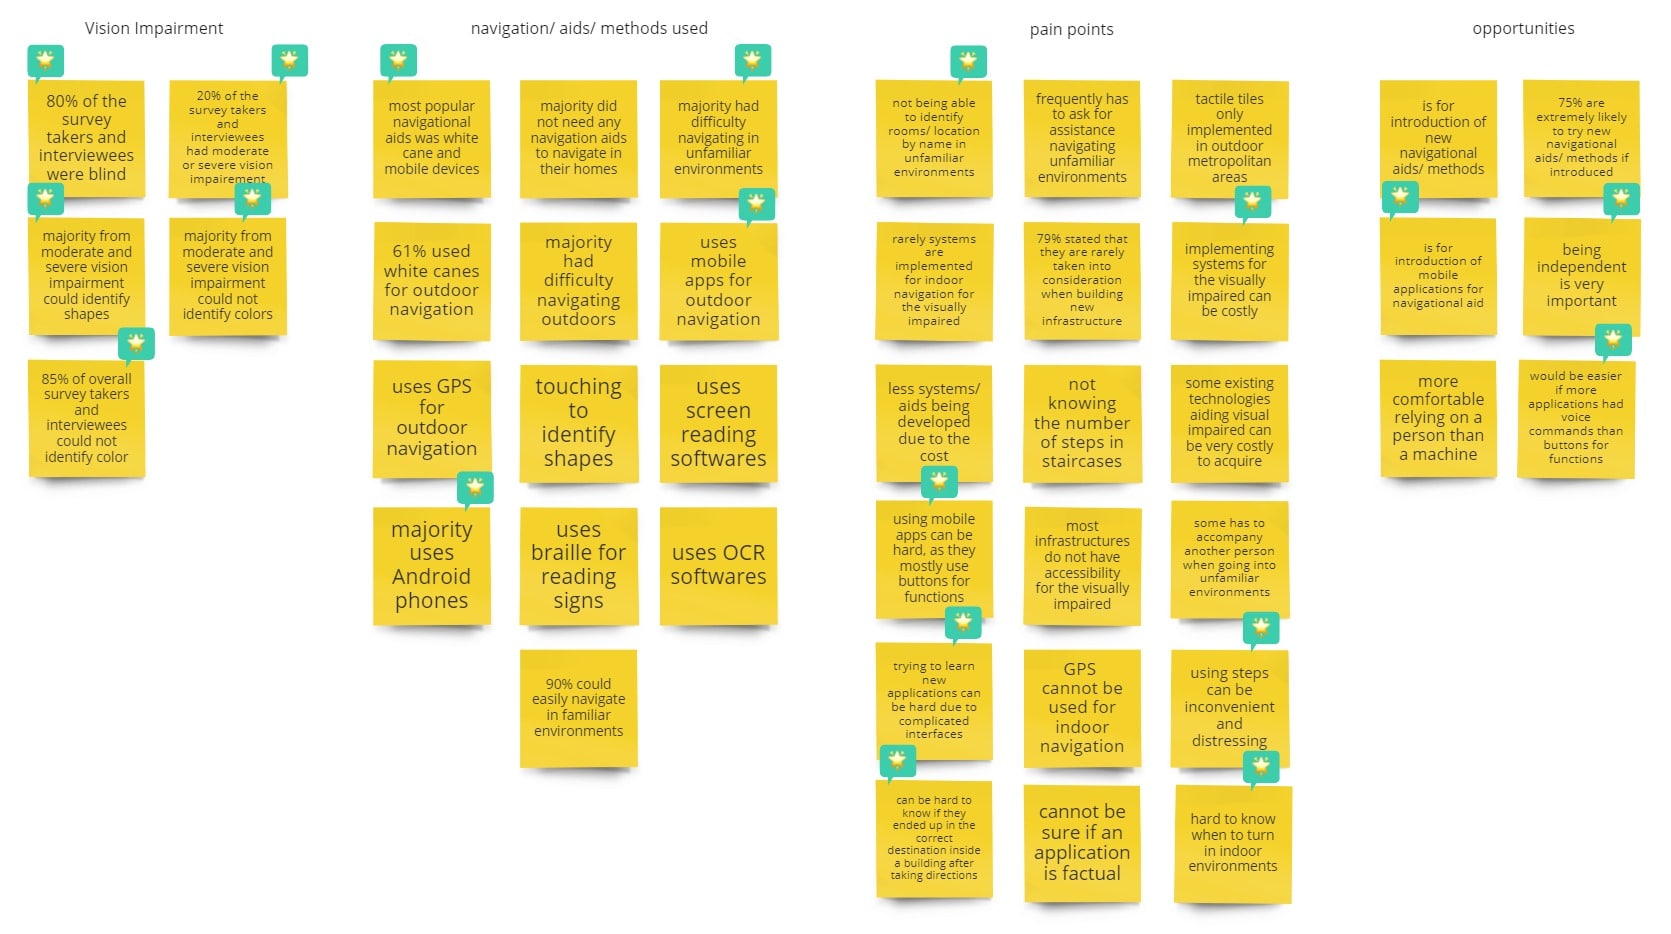 Vision Impairment
80% of the
survey
takers and
interviewees
were blind
20% of the
survey takers
and
interviewees
had moderate
or severe vision
impairement
majority from
moderate and
severe vision
impairment
could identify
shapes
majority from
moderate and
severe vision
impairment
could not
identify colors
85% of overall
survey takers
and
interviewees
could not
identify color
navigation/ aids/ methods used
most popular
navigational
aids was white
cane and
mobile devices
majority did
not need any
navigation aids
to navigate in
their homes
majority had
difficulty
navigating in
unfamiliar
environments
61% used
white canes
for outdoor
navigation
majority
had
difficulty
navigating
outdoors
uses
mobile
apps for
outdoor
navigation
uses GPS
for
outdoor
navigation
touching
to
identify
shapes
uses
screen
reading
softwares
majority
uses
Android
phones
uses
braille for
reading
signs
uses OCR
softwares
90% could
easily navigate
in familiar
environments
pain points
not being able
to identify
rooms/ location
by name in
unfamiliar
environments
frequently has
to ask for
assistance
navigating
unfamiliar
environments
tactile tiles
only
implemented
in outdoor
metropolitan
areas
rarely systems
are
implemented
for indoor
navigation for
the visually
impaired
79% stated that
they are rarely
taken into
consideration
when building
new
infrastructure
implementing
systems for
the visually
impaired can
be costly
less systems/
aids being
developed
due to the
cost
not
knowing
the number
of steps in
staircases
some existing
technologies
aiding visual
impaired can
be very costly
to acquire
using mobile
apps can be
hard, as they
mostly use
buttons for
functions
most
infrastructures
do not have
accessibility
for the visually
impaired
some has to
accompany
another person
when going into
unfamiliar
environments
trying to learn
new
applications can
be hard due to
complicated
interfaces
GPS
cannot be
used for
indoor
navigation
using steps
can be
inconvenient
and
distressing
can be hard to
know if they
ended up in the
correct
destination inside
a building after
taking directions
cannot be
sure if an
application
is factual
hard to know
when to turn
in indoor
environments
opportunities
is for
introduction of
new
navigational
aids/ methods
75% are
extremely likely
to try new
navigational
aids/ methods if
introduced
is for
introduction of
mobile
applications for
navigational aid
being
independent
is very
important
more
comfortable
relying on a
person than
a machine
would be easier
if more
applications had
voice
commands than
buttons for
functions